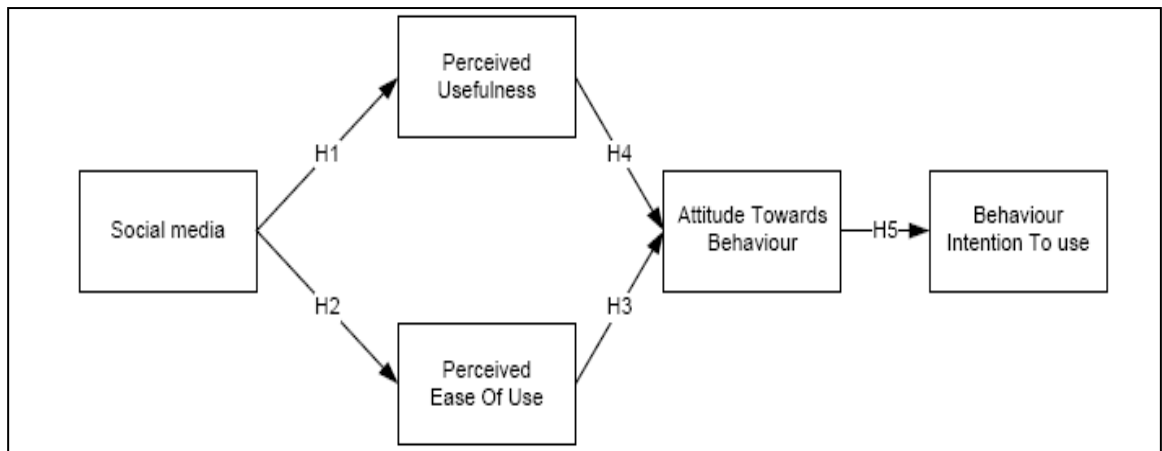 Perceived
Usefulness
H1
H4
Social media
Attitude Towards
Behaviour
H5
Behaviour
Intention To use
H2
H3
Perceived
Ease Of Use